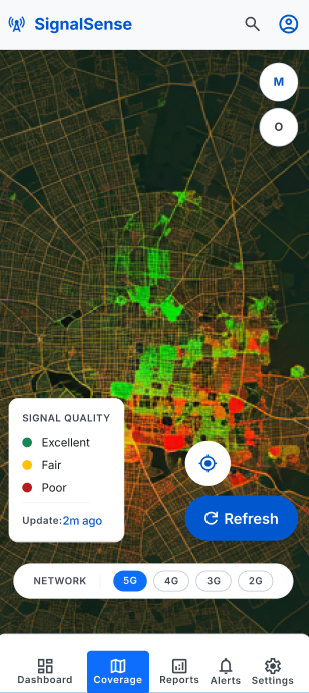 SignalSense
M
O
SIGNAL QUALITY
Excellent
Fair
Poor
Update:2m ago
Refresh
NETWORK 5G 4G 3G 2G
Dashboard Coverage Reports Alerts Settings